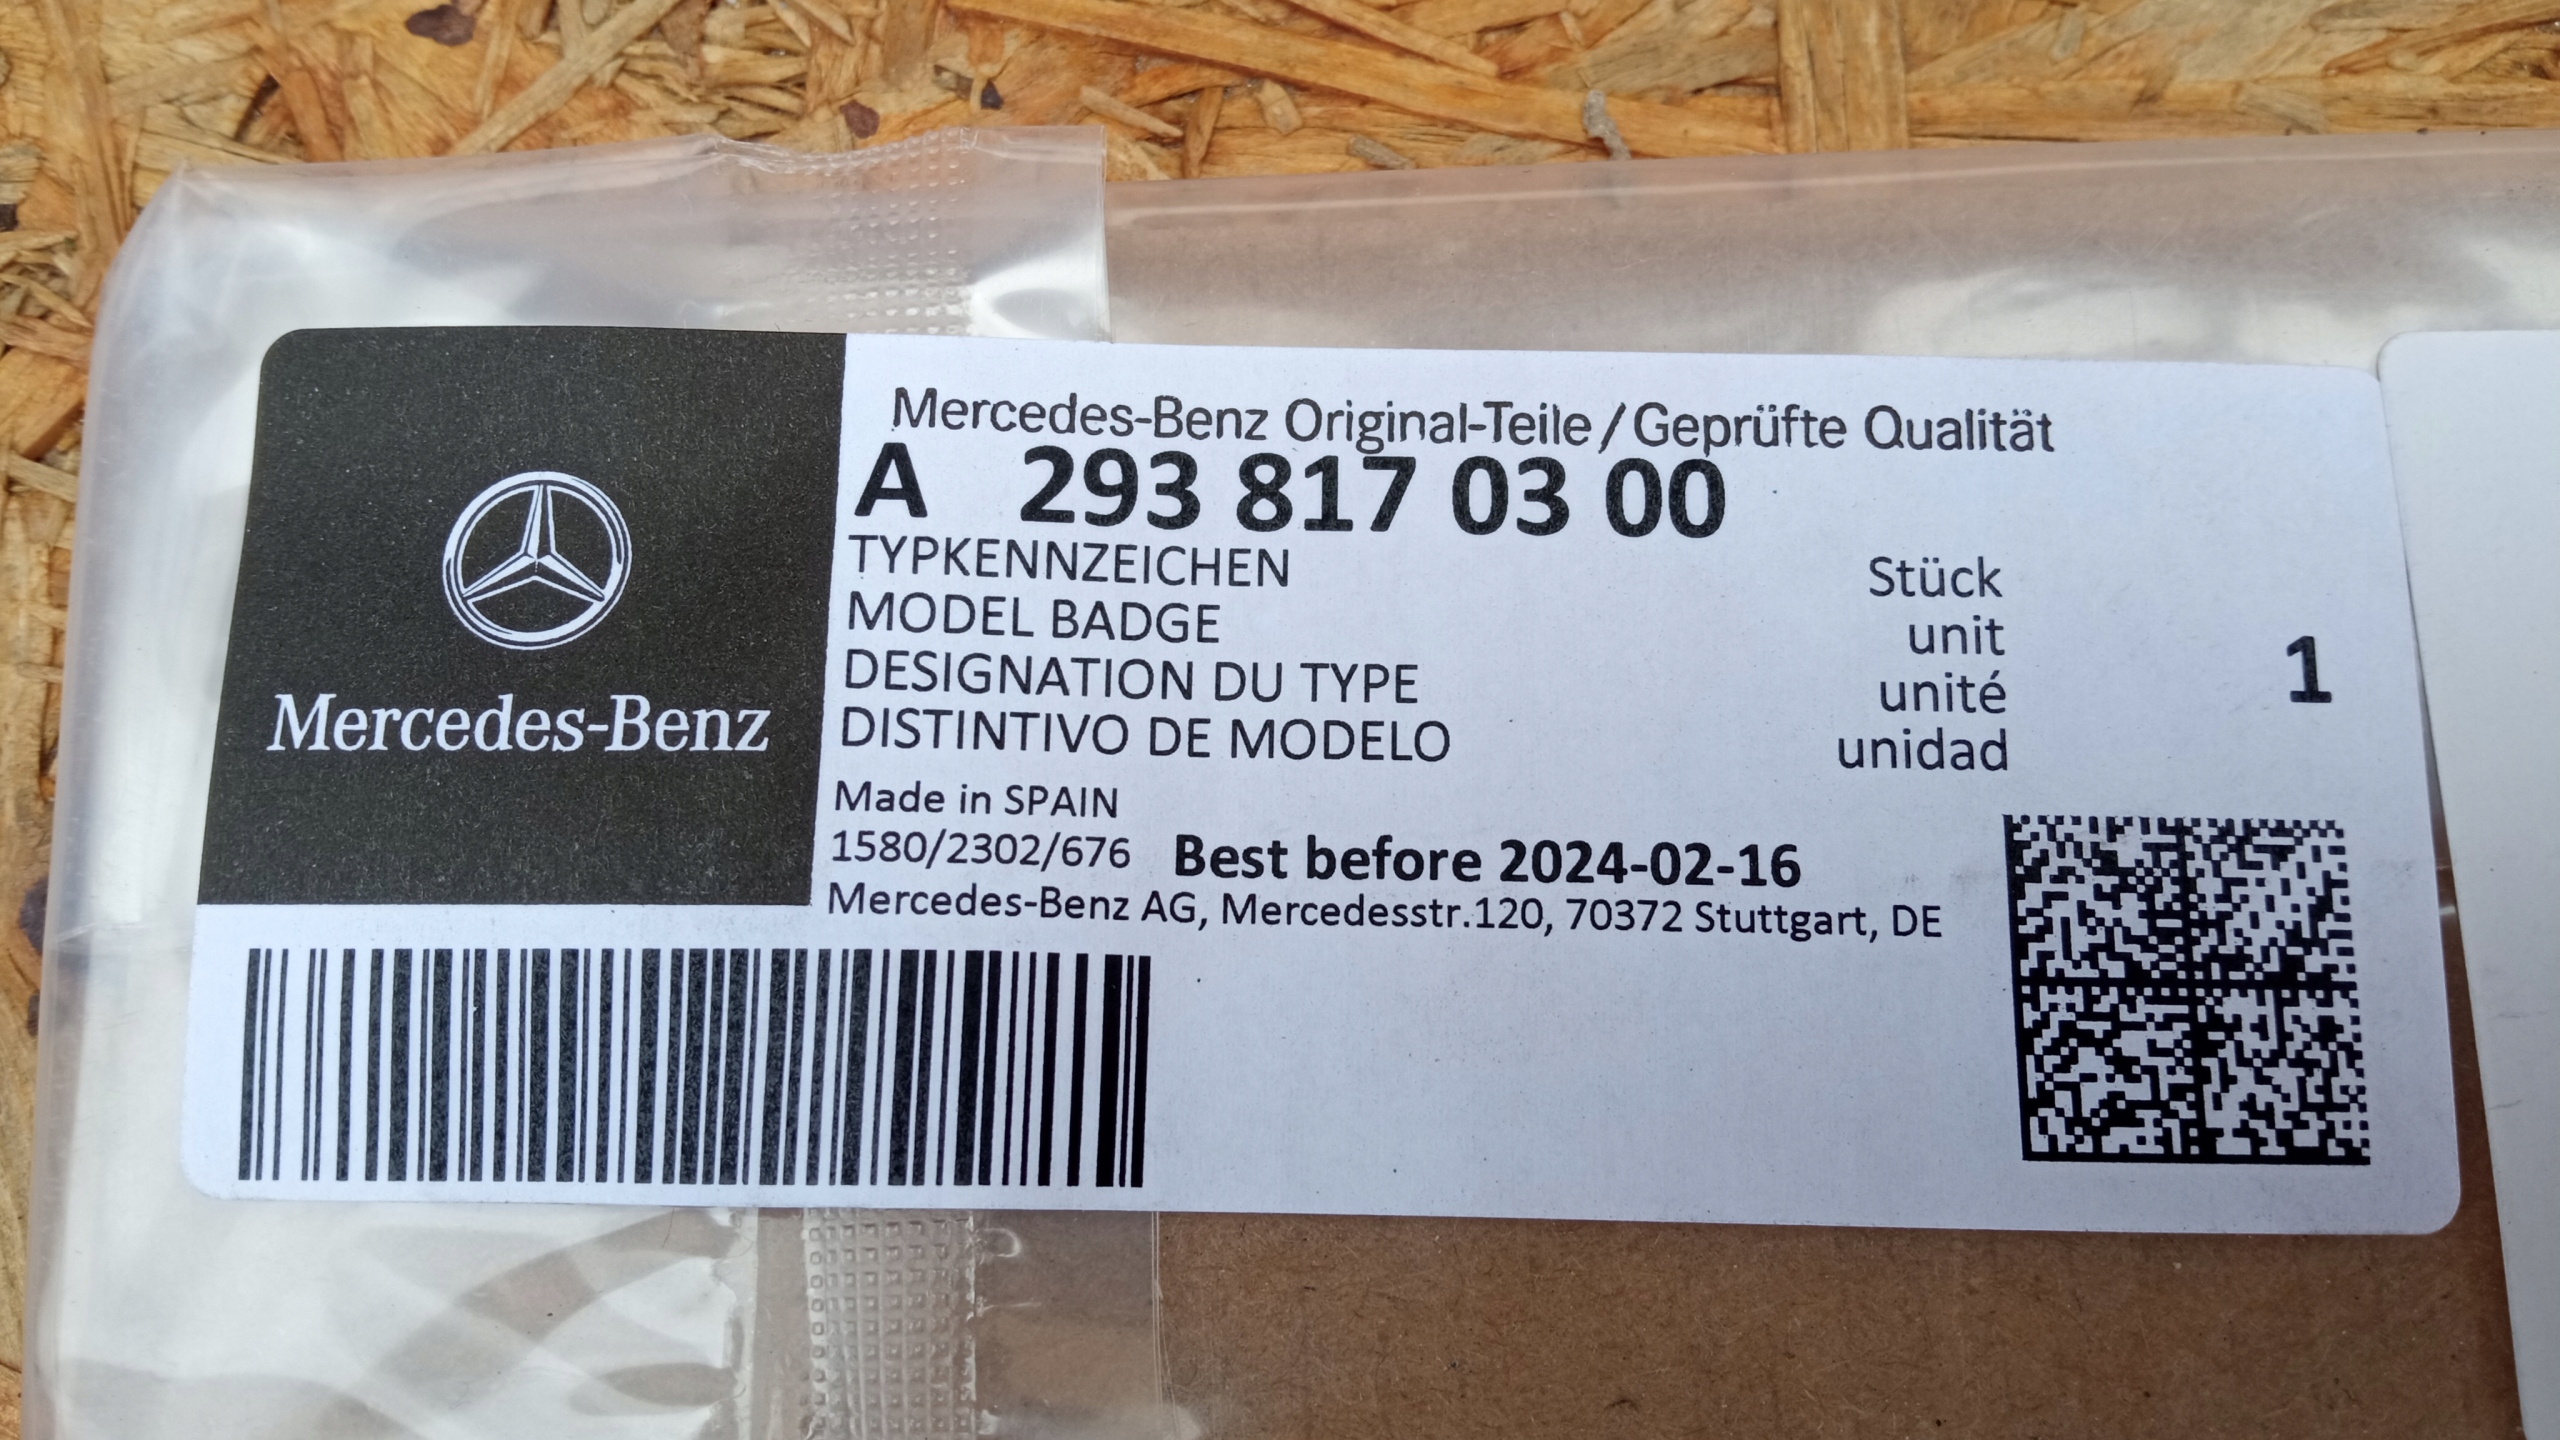 Mercedes-Benz
Mercedes-Benz Original-Teile / Geprüfte Qualität
A 293 817 03 00
TYPKENNZEICHEN
MODEL BADGE
DESIGNATION DU TYPE
DISTINTIVO DE MODELO
Stück
unit
unité
unidad
1
Made in SPAIN
1580/2302/676 Best before 2024-02-16
Mercedes-Benz AG, Mercedesstr.120, 70372 Stuttgart, DE